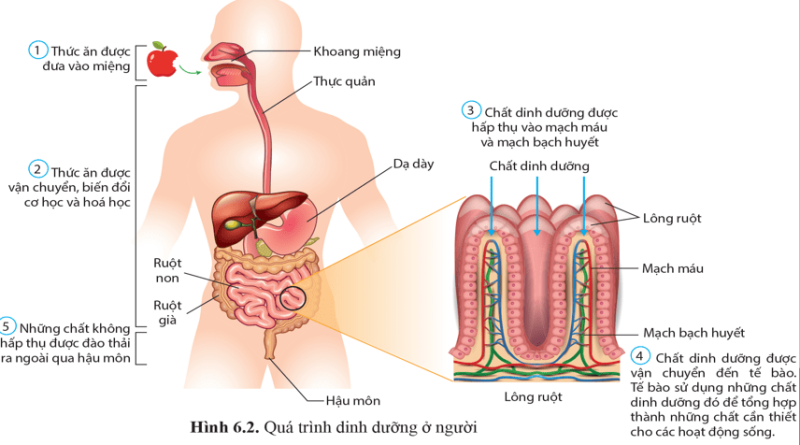 1 Thức ăn được
đưa vào miệng
Khoang miệng
Thực quản
2 Thức ăn được
vận chuyển, biến đổi
cơ học và hoá học
Dạ dày
Ruột
non
Ruột
già
5 Những chất không
hấp thụ được đào thải
ra ngoài qua hậu môn
Hậu môn
3 Chất dinh dưỡng được
hấp thụ vào mạch máu
và mạch bạch huyết
Chất dinh dưỡng
Lông ruột
Mạch máu
Mạch bạch huyết
Lông ruột
4 Chất dinh dưỡng được
vận chuyển đến tế bào.
Tế bào sử dụng những chất
dinh dưỡng đó để tổng hợp
thành những chất cần thiết
cho các hoạt động sống.
Hình 6.2. Quá trình dinh dưỡng ở người